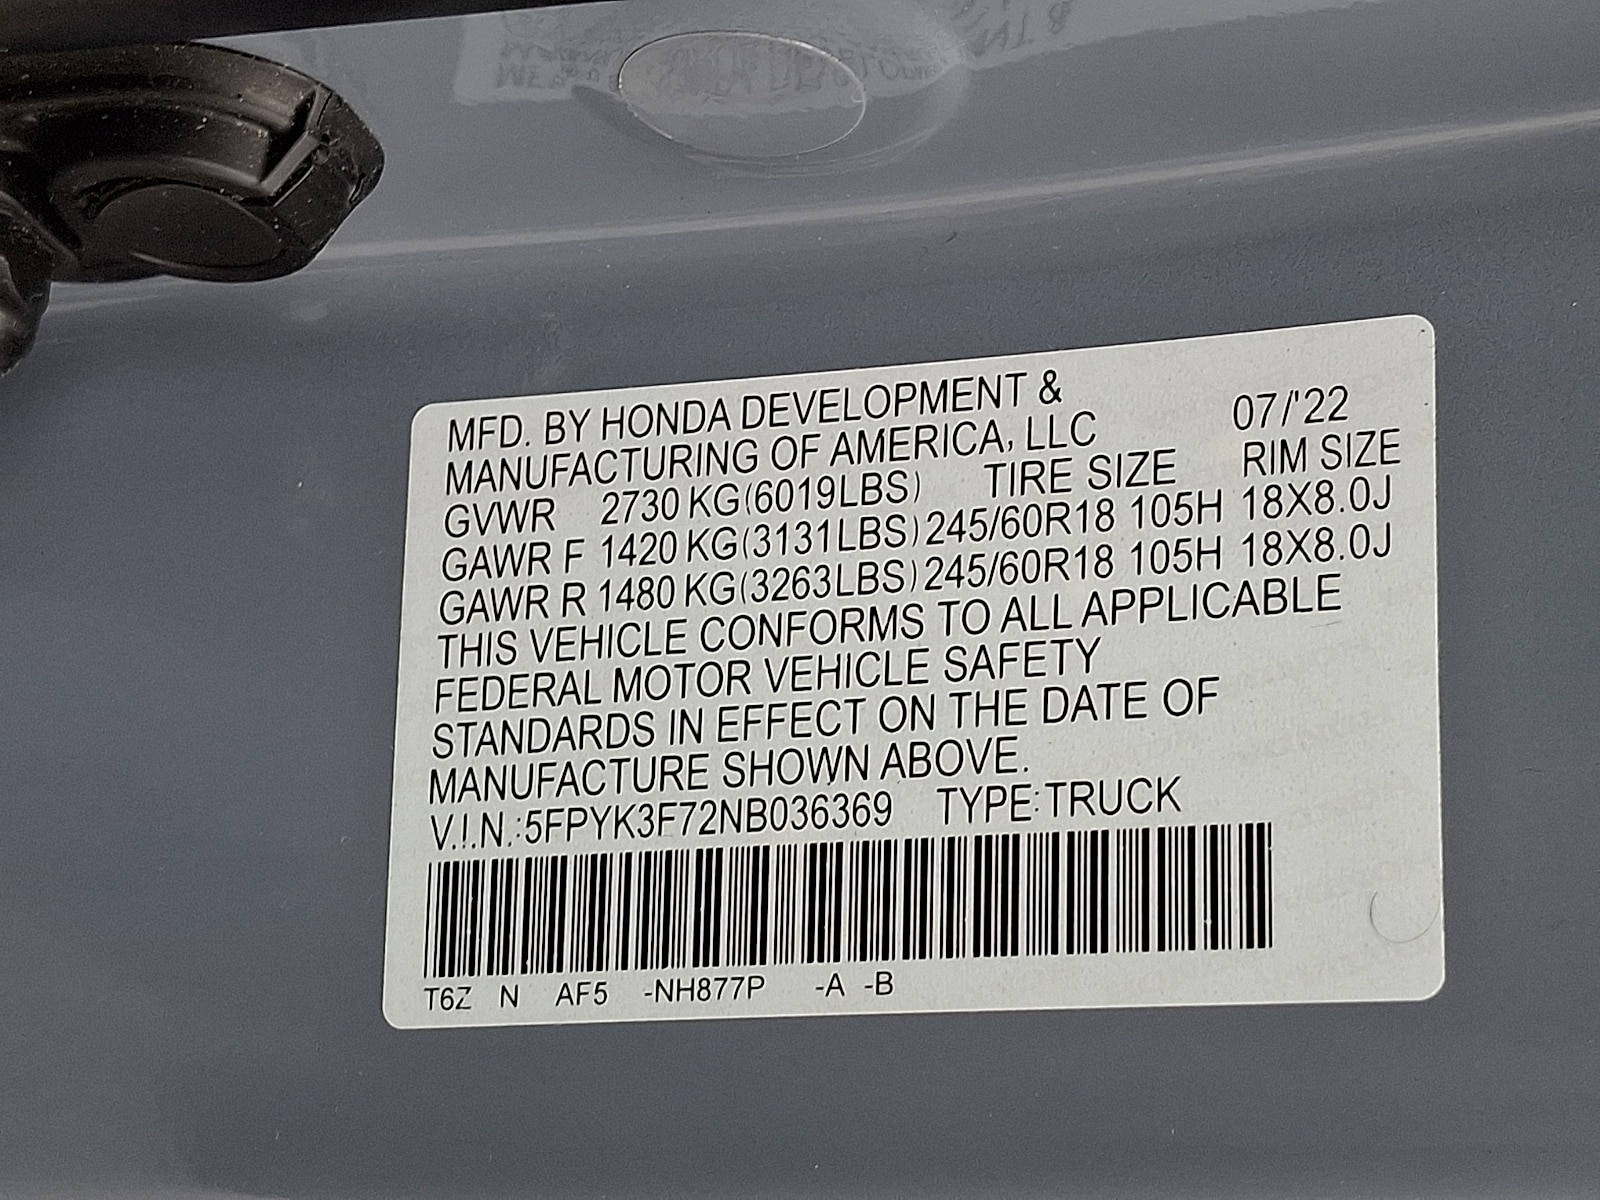 MFD. BY HONDA DEVELOPMENT &
MANUFACTURING OF AMERICA, LLC 07/'22
GVWR 2730 KG(6019LBS) TIRE SIZE RIM SIZE
GAWR F 1420 KG(3131LBS) 245/60R18 105H 18X8.0J
GAWR R 1480 KG(3263LBS) 245/60R18 105H 18X8.0J
THIS VEHICLE CONFORMS TO ALL APPLICABLE
FEDERAL MOTOR VEHICLE SAFETY
STANDARDS IN EFFECT ON THE DATE OF
MANUFACTURE SHOWN ABOVE.
V.I.N.:5FPYK3F72NB036369 TYPE:TRUCK
T6Z N AF5 -NH877P -A -B